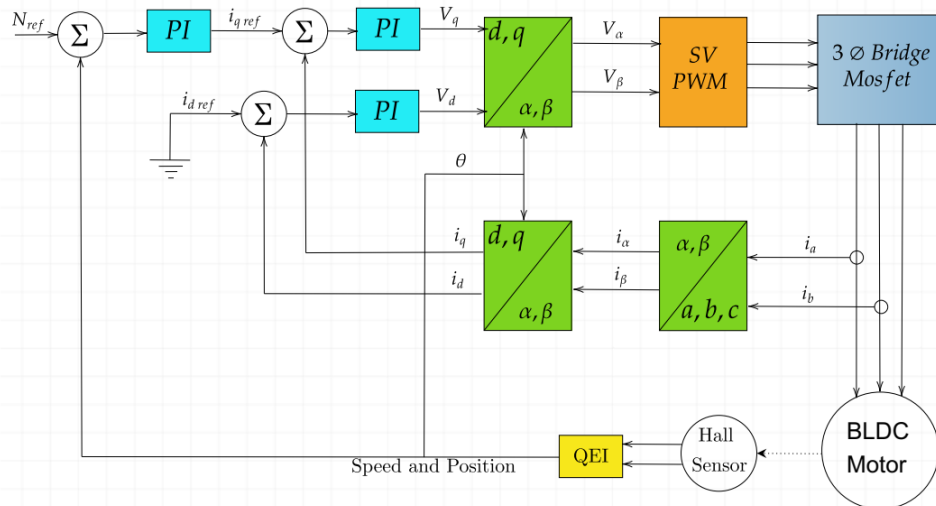 N_ref
Σ
PI
i_q ref
Σ
PI
V_q
d, q
α, β
V_α
V_β
SV
PWM
3 ∅ Bridge
Mosfet
i_d ref
Σ
PI
V_d
θ
i_q
i_d
d, q
α, β
i_α
i_β
α, β
a, b, c
i_a
i_b
Speed and Position
QEI
Hall
Sensor
BLDC
Motor